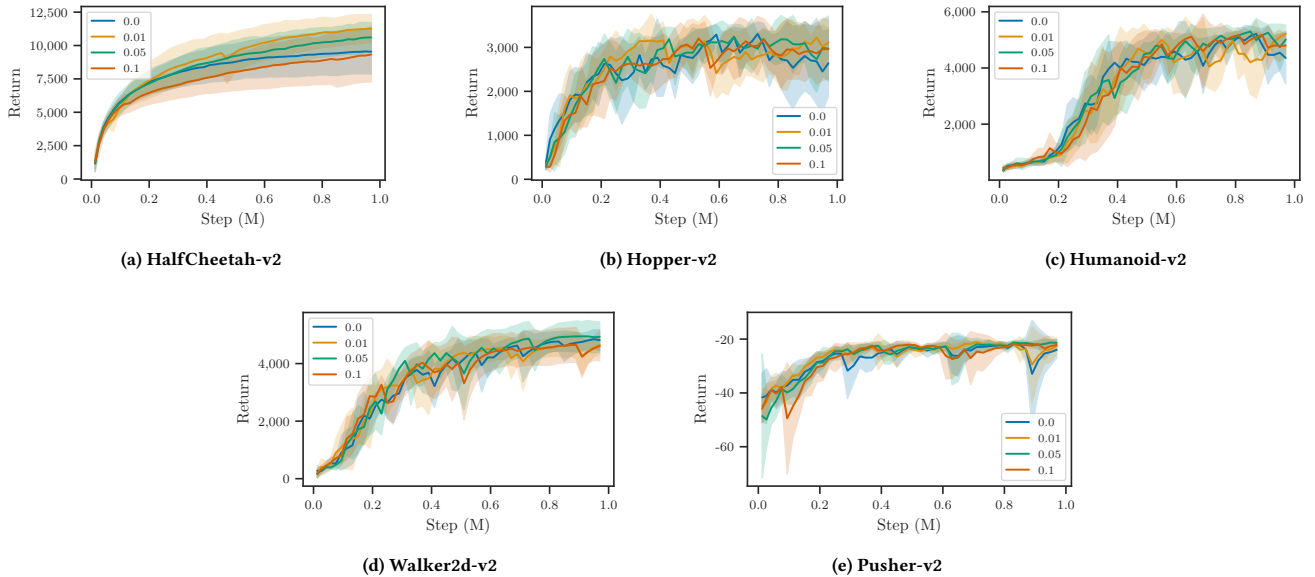 12,500
10,000
7,500
5,000
2,500
0
Return
0.0
0.01
0.05
0.1
0.0 0.2 0.4 0.6 0.8 1.0
Step (M)
(a) HalfCheetah-v2
3,000
2,000
1,000
0
Return
0.0
0.01
0.05
0.1
0.0 0.2 0.4 0.6 0.8 1.0
Step (M)
(b) Hopper-v2
6,000
4,000
2,000
Return
0.0
0.01
0.05
0.1
0.0 0.2 0.4 0.6 0.8 1.0
Step (M)
(c) Humanoid-v2
4,000
2,000
0
Return
0.0
0.01
0.05
0.1
0.0 0.2 0.4 0.6 0.8 1.0
Step (M)
(d) Walker2d-v2
-20
-40
-60
Return
0.0
0.01
0.05
0.1
0.0 0.2 0.4 0.6 0.8 1.0
Step (M)
(e) Pusher-v2